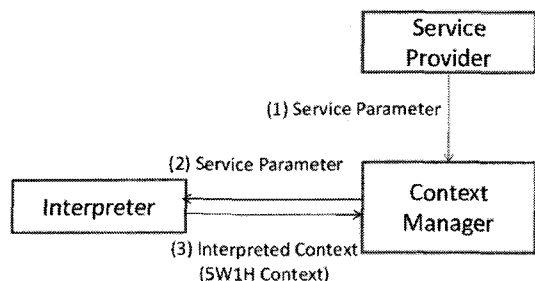 Service
Provider
(1) Service Parameter
(2) Service Parameter
Interpreter
Context
Manager
(3) Interpreted Context
(5W1H Context)